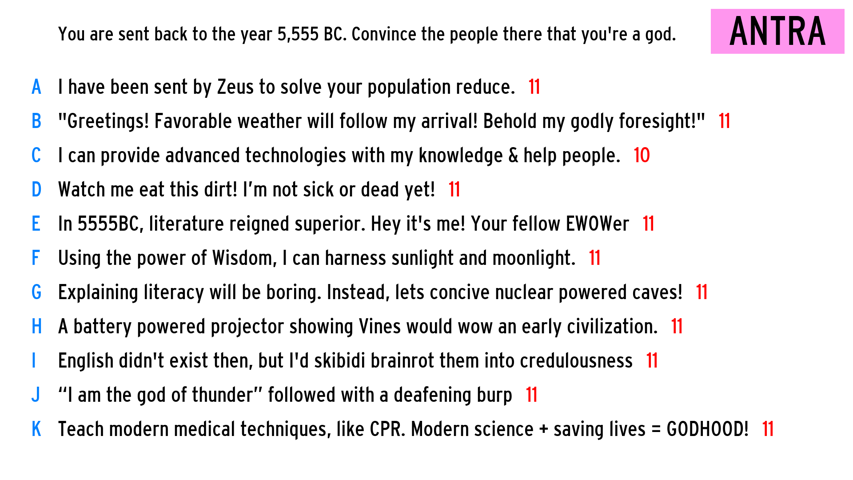 You are sent back to the year 5,555 BC. Convince the people there that you're a god.
ANTRA
A I have been sent by Zeus to solve your population reduce. 11
B "Greetings! Favorable weather will follow my arrival! Behold my godly foresight!" 11
C I can provide advanced technologies with my knowledge & help people. 10
D Watch me eat this dirt! I’m not sick or dead yet! 11
E In 5555BC, literature reigned superior. Hey it's me! Your fellow EWOWer 11
F Using the power of Wisdom, I can harness sunlight and moonlight. 11
G Explaining literacy will be boring. Instead, lets concive nuclear powered caves! 11
H A battery powered projector showing Vines would wow an early civilization. 11
I English didn't exist then, but I'd skibidi brainrot them into credulousness 11
J “I am the god of thunder” followed with a deafening burp 11
K Teach modern medical techniques, like CPR. Modern science + saving lives = GODHOOD! 11